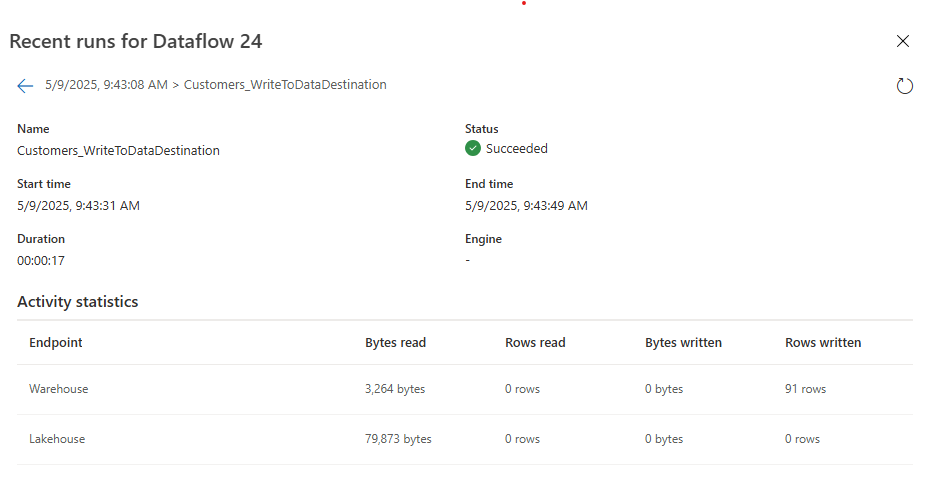 Recent runs for Dataflow 24
5/9/2025, 9:43:08 AM > Customers_WriteToDataDestination
Name Status
Customers_WriteToDataDestination Succeeded
Start time End time
5/9/2025, 9:43:31 AM 5/9/2025, 9:43:49 AM
Duration Engine
00:00:17 -
Activity statistics
Endpoint Bytes read Rows read Bytes written Rows written
Warehouse 3,264 bytes 0 rows 0 bytes 91 rows
Lakehouse 79,873 bytes 0 rows 0 bytes 0 rows